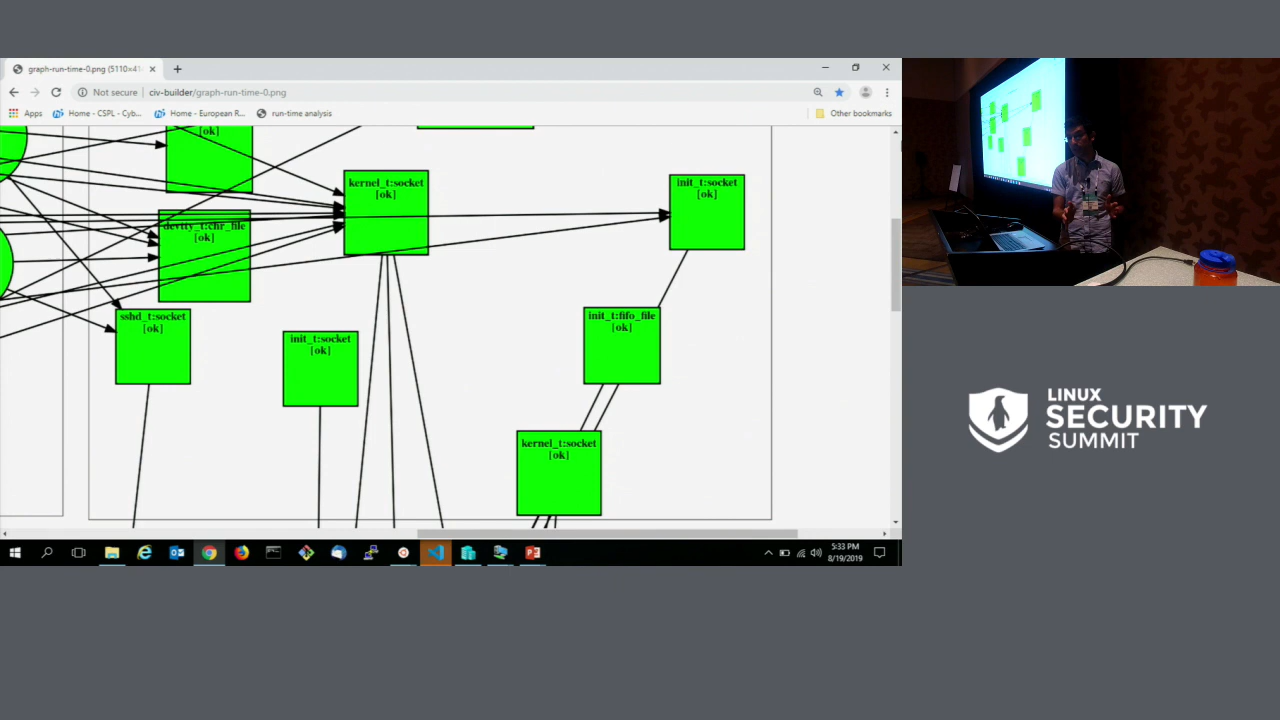 graph-run-time-0.png (5110×41
Not secure
civ-builder/graph-run-time-0.png
Apps
Home - CSPL - Cyb...
Home - European R...
run-time analysis
Other bookmarks
[ok]
kernel_t:socket
[ok]
init_t:socket
[ok]
devtty_t:chr_file
[ok]
sshd_t:socket
[ok]
init_t:socket
[ok]
init_t:fifo_file
[ok]
kernel_t:socket
[ok]
5:33 PM
8/19/2019
LINUX
SECURITY
SUMMIT